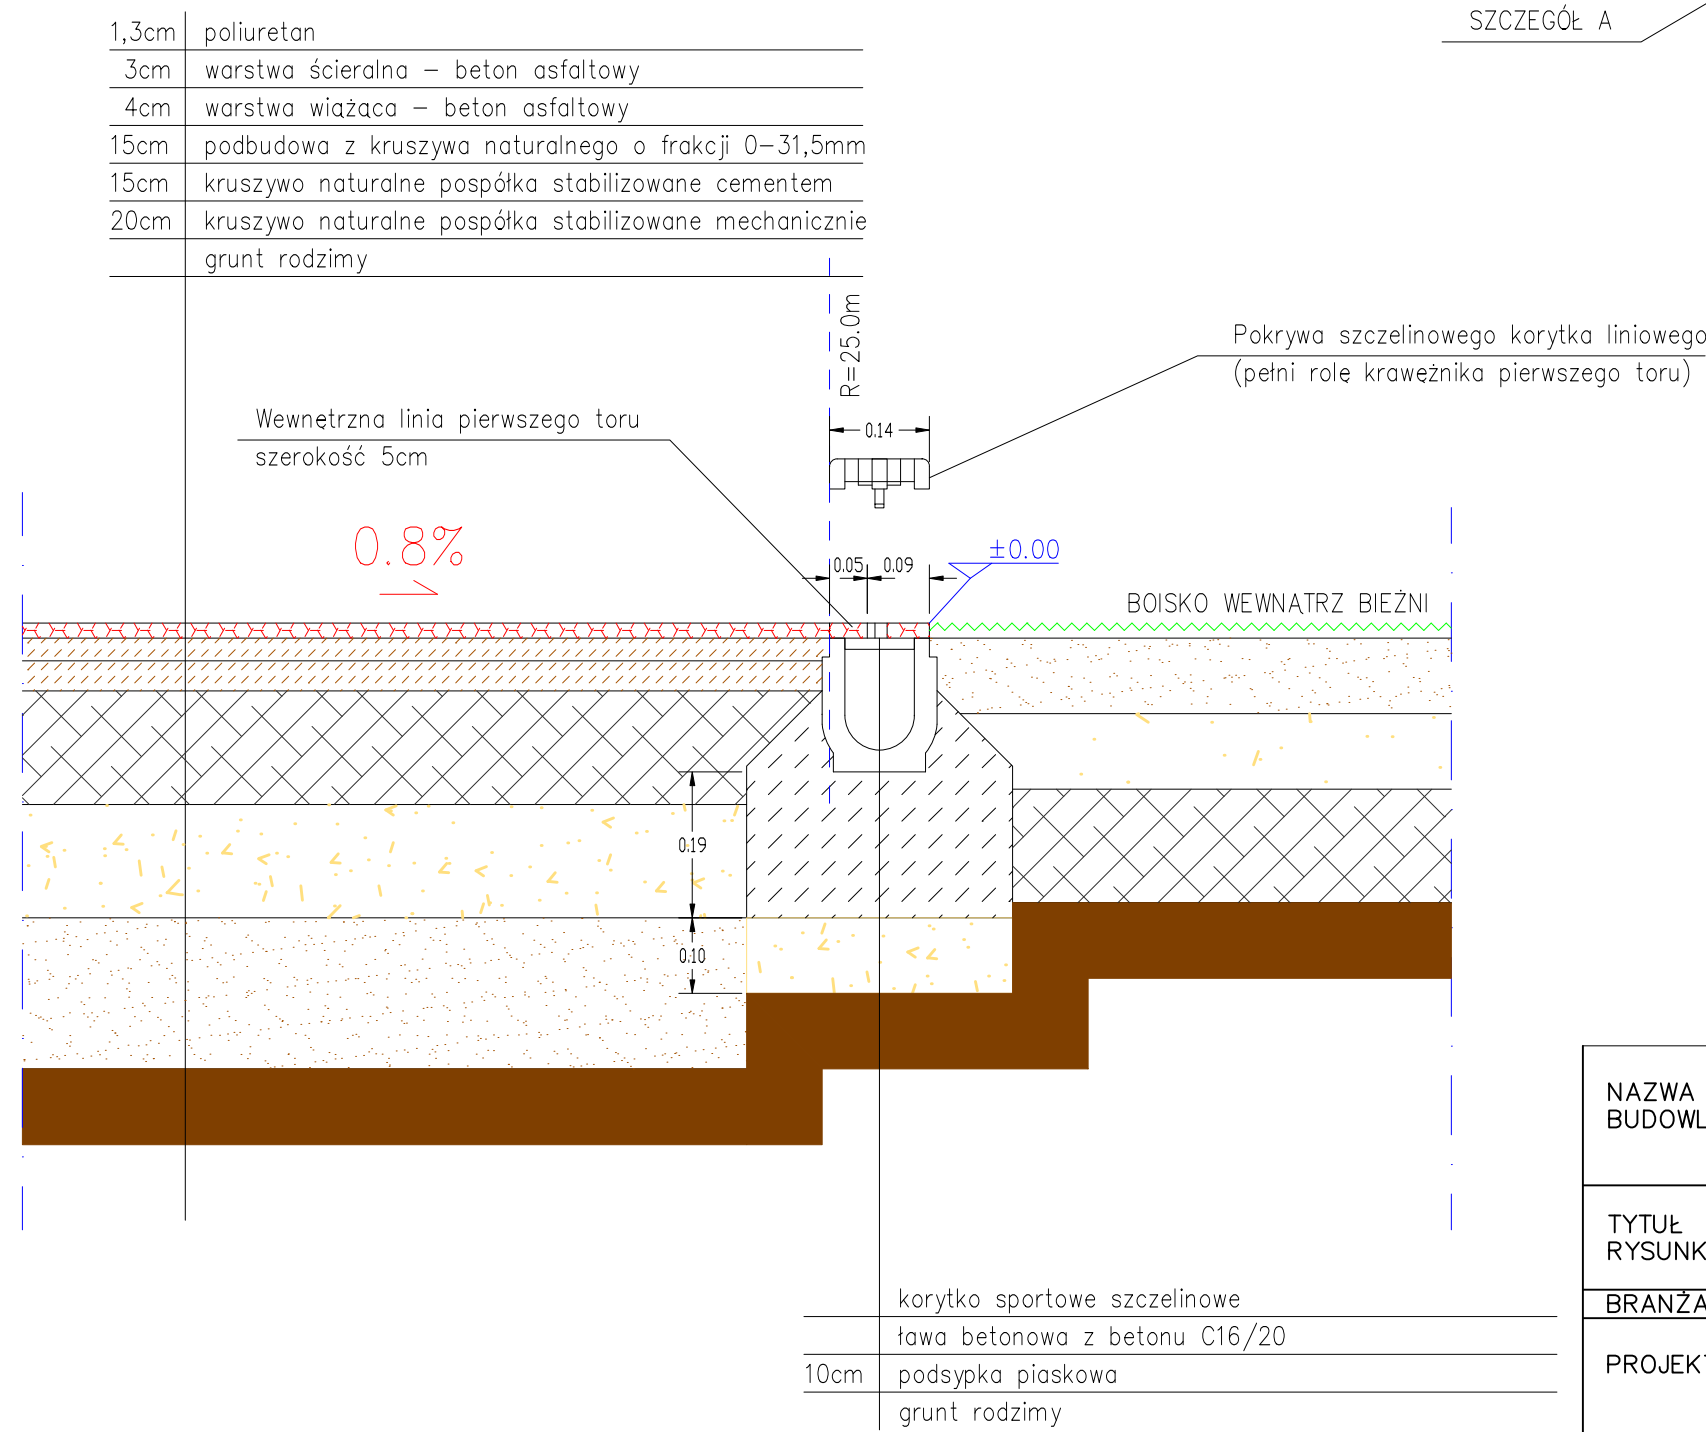 SZCZEGÓŁ A
1,3cm poliuretan
3cm warstwa ścieralna – beton asfaltowy
4cm warstwa wiążąca – beton asfaltowy
15cm podbudowa z kruszywa naturalnego o frakcji 0–31,5mm
15cm kruszywo naturalne pospółka stabilizowane cementem
20cm kruszywo naturalne pospółka stabilizowane mechanicznie
grunt rodzimy
R=25.0m
Pokrywa szczelinowego korytka liniowego
(pełni rolę krawężnika pierwszego toru)
Wewnętrzna linia pierwszego toru
szerokość 5cm
0.14
0.8%
±0.00
0.05 0.09
BOISKO WEWNĄTRZ BIEŻNI
0.19
0.10
NAZWA
BUDOWL
TYTUŁ
RYSUNK
BRANŻA
PROJEKT
korytko sportowe szczelinowe
ława betonowa z betonu C16/20
10cm podsypka piaskowa
grunt rodzimy